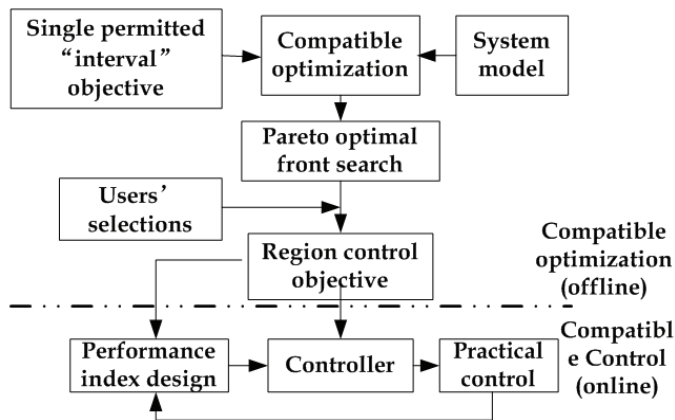 Single permitted
“interval”
objective
Compatible
optimization
System
model
Pareto optimal
front search
Users’
selections
Region control
objective
Compatible
optimization
(offline)
Performance
index design
Controller
Practical
control
Compatibl
e Control
(online)